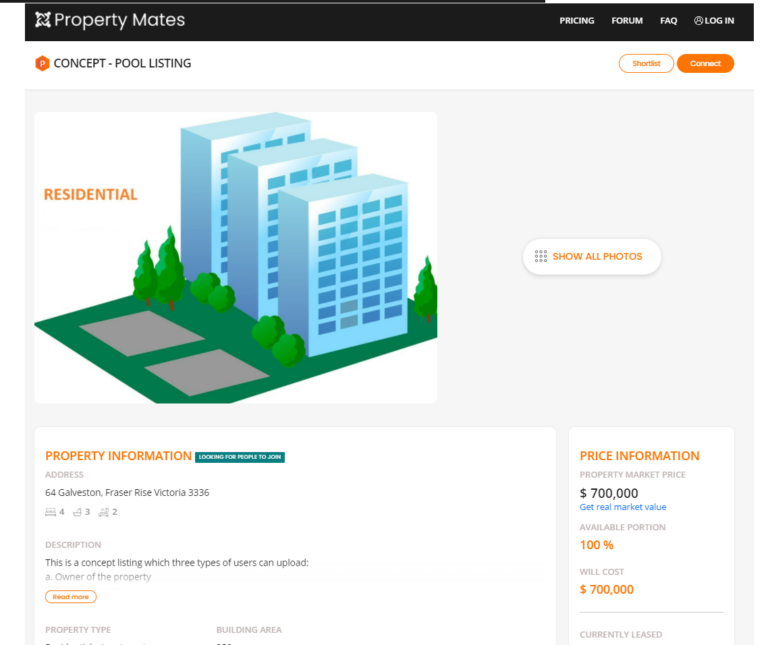 Property Mates
PRICING FORUM FAQ LOG IN
P CONCEPT - POOL LISTING
Shortlist Connect
RESIDENTIAL
SHOW ALL PHOTOS
PROPERTY INFORMATION LOOKING FOR PEOPLE TO JOIN
ADDRESS
64 Galveston, Fraser Rise Victoria 3336
4 3 2
DESCRIPTION
This is a concept listing which three types of users can upload:
a. Owner of the property
Read more
PROPERTY TYPE BUILDING AREA
PRICE INFORMATION
PROPERTY MARKET PRICE
$ 700,000
Get real market value
AVAILABLE PORTION
100 %
WILL COST
$ 700,000
CURRENTLY LEASED